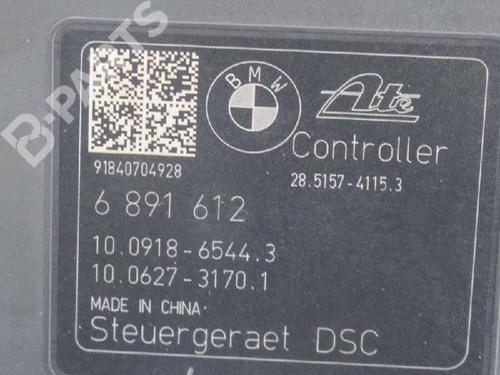 B-PARTS
BMW
Ate
Controller
91840704928
28.5157-4115.3
6 891 612
10.0918-6544.3
10.0627-3170.1
MADE IN CHINA
Steuergeraet DSC